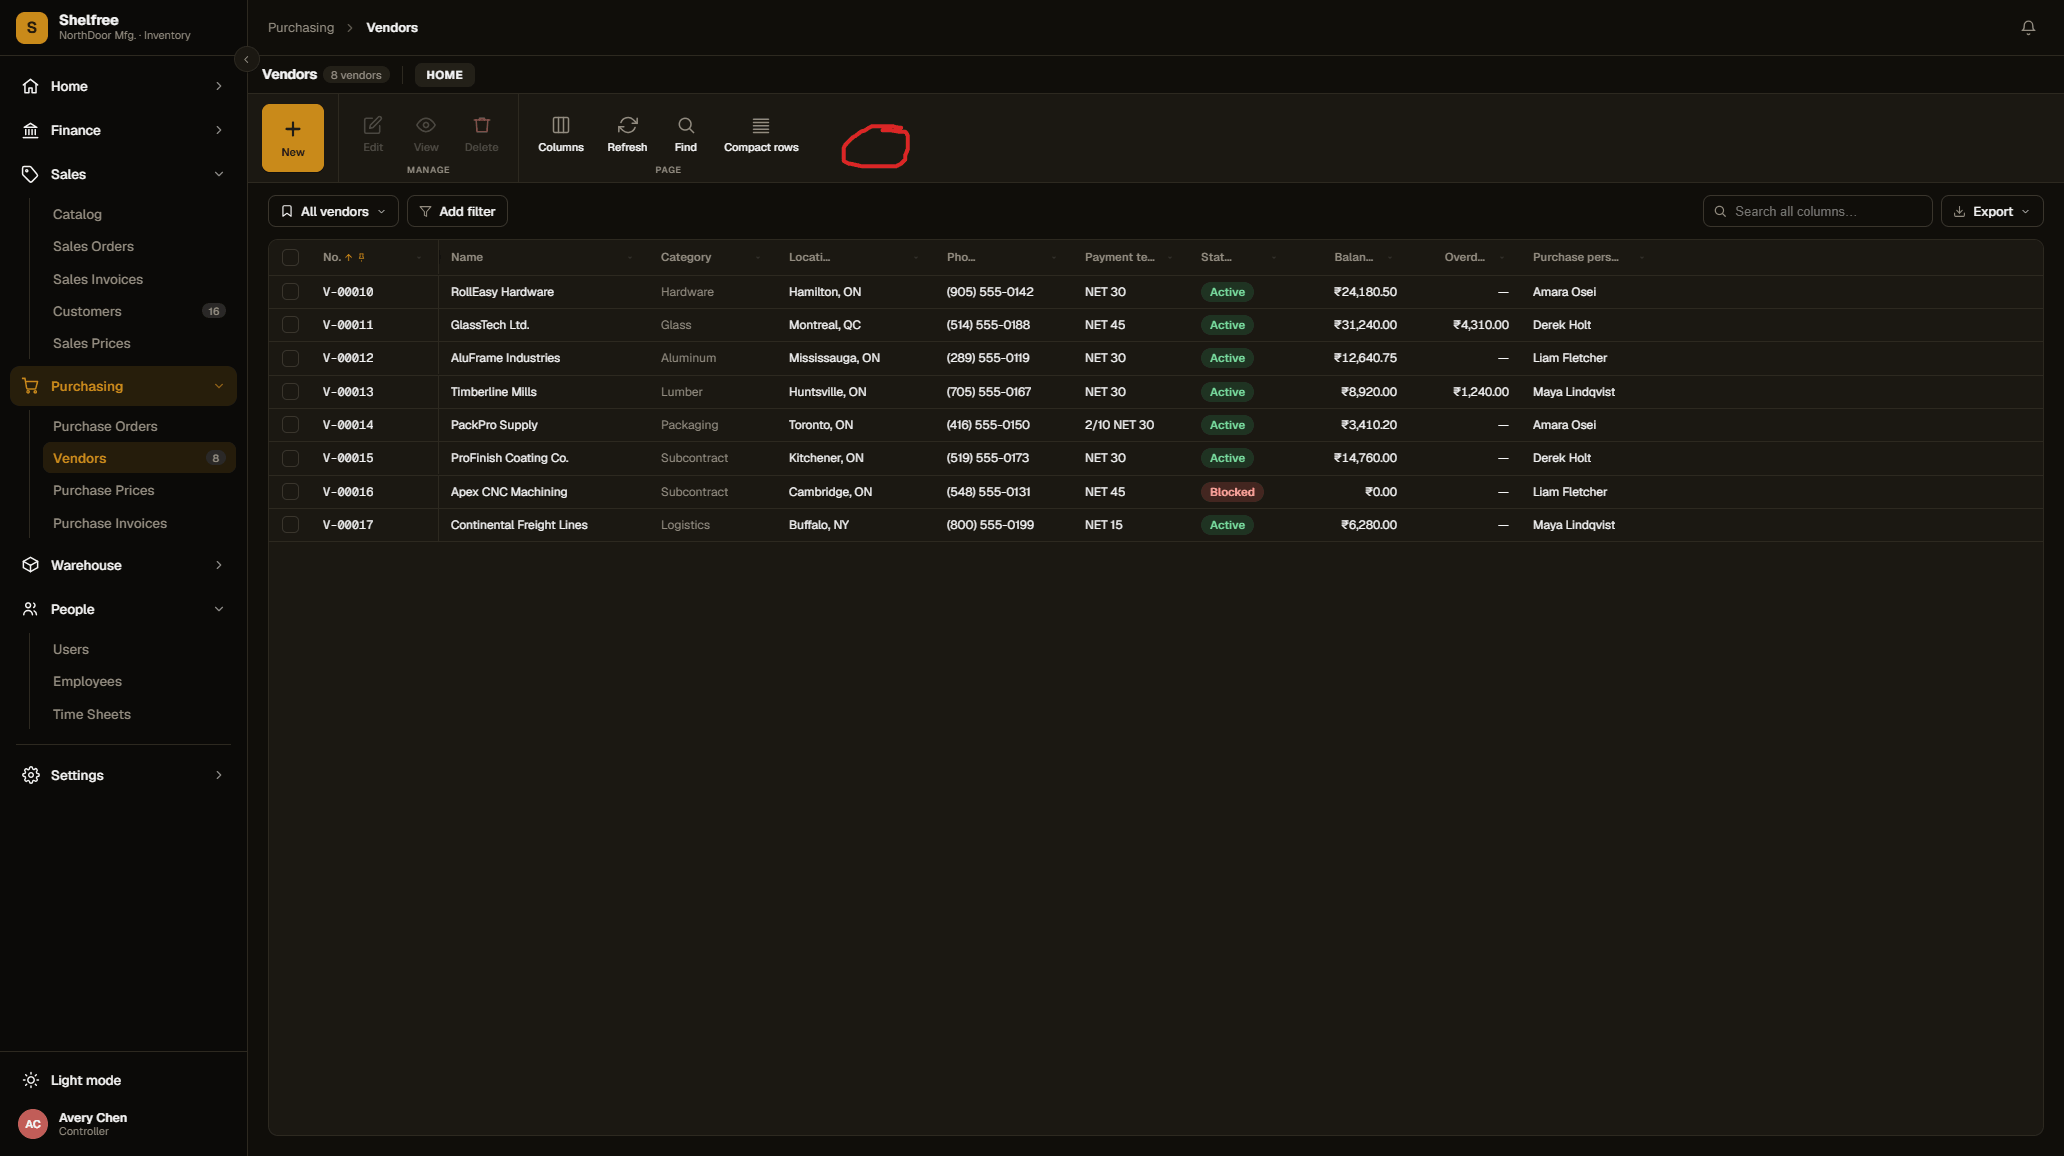 S
Shelfree
NorthDoor Mfg. · Inventory
Purchasing > Vendors
Vendors 8 vendors HOME
Home
Finance
Sales
Catalog
Sales Orders
Sales Invoices
Customers 16
Sales Prices
Purchasing
Purchase Orders
Vendors 8
Purchase Prices
Purchase Invoices
Warehouse
People
Users
Employees
Time Sheets
Settings
Light mode
AC
Avery Chen
Controller
New
Edit View Delete
MANAGE
Columns Refresh Find Compact rows
PAGE
All vendors Add filter Search all columns... Export
No. Name Category Locati... Pho... Payment te... Stat... Balan... Overd... Purchase pers...
V-00010 RollEasy Hardware Hardware Hamilton, ON (905) 555-0142 NET 30 Active ₹24,180.50 — Amara Osei
V-00011 GlassTech Ltd. Glass Montreal, QC (514) 555-0188 NET 45 Active ₹31,240.00 ₹4,310.00 Derek Holt
V-00012 AluFrame Industries Aluminum Mississauga, ON (289) 555-0119 NET 30 Active ₹12,640.75 — Liam Fletcher
V-00013 Timberline Mills Lumber Huntsville, ON (705) 555-0167 NET 30 Active ₹8,920.00 ₹1,240.00 Maya Lindqvist
V-00014 PackPro Supply Packaging Toronto, ON (416) 555-0150 2/10 NET 30 Active ₹3,410.20 — Amara Osei
V-00015 ProFinish Coating Co. Subcontract Kitchener, ON (519) 555-0173 NET 30 Active ₹14,760.00 — Derek Holt
V-00016 Apex CNC Machining Subcontract Cambridge, ON (548) 555-0131 NET 45 Blocked ₹0.00 — Liam Fletcher
V-00017 Continental Freight Lines Logistics Buffalo, NY (800) 555-0199 NET 15 Active ₹6,280.00 — Maya Lindqvist